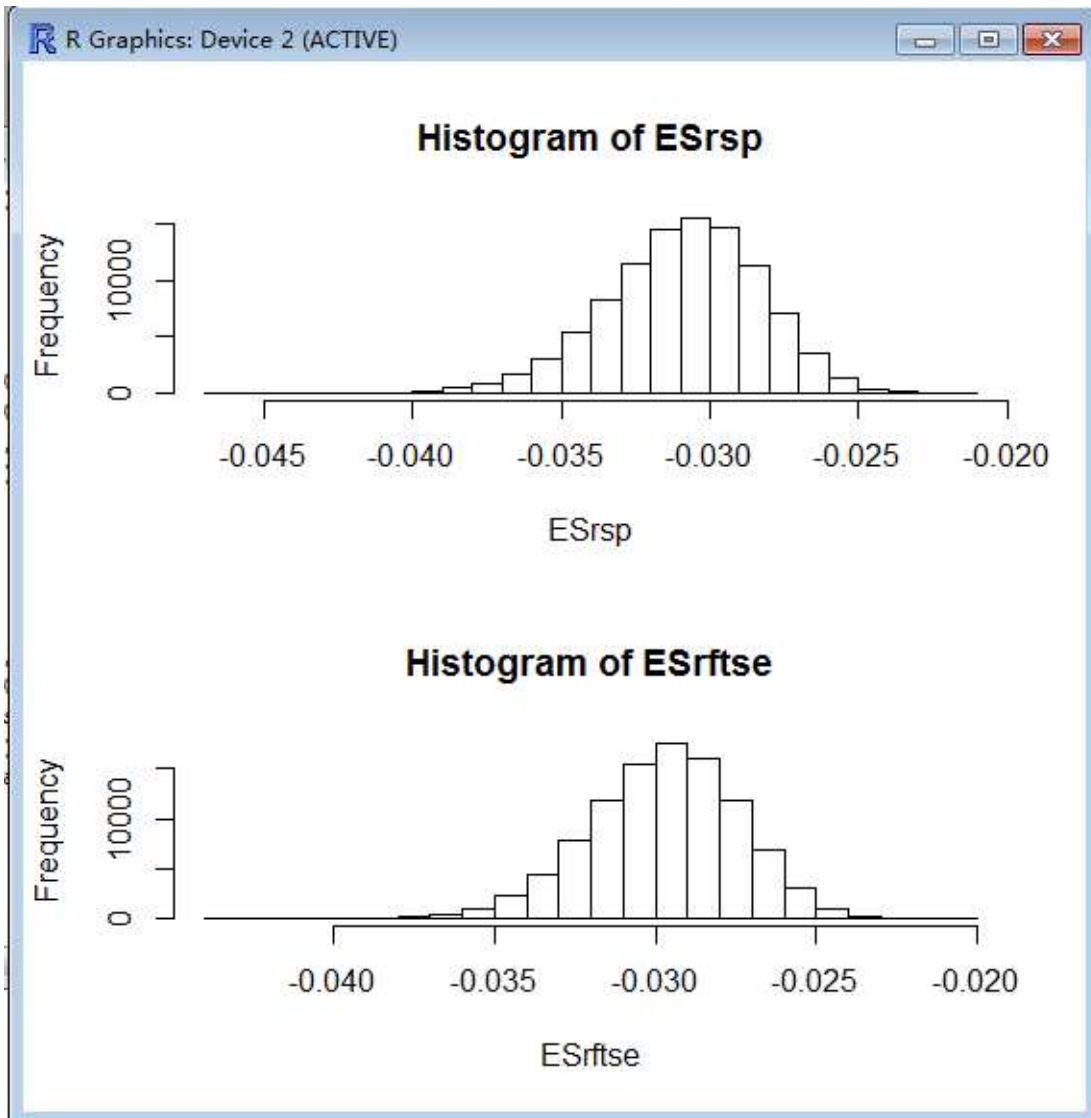 R R Graphics: Device 2 (ACTIVE)
Histogram of ESrsp
Frequency
0 10000
-0.045 -0.040 -0.035 -0.030 -0.025 -0.020
ESrsp
Histogram of ESrftse
Frequency
0 10000
-0.040 -0.035 -0.030 -0.025 -0.020
ESrftse